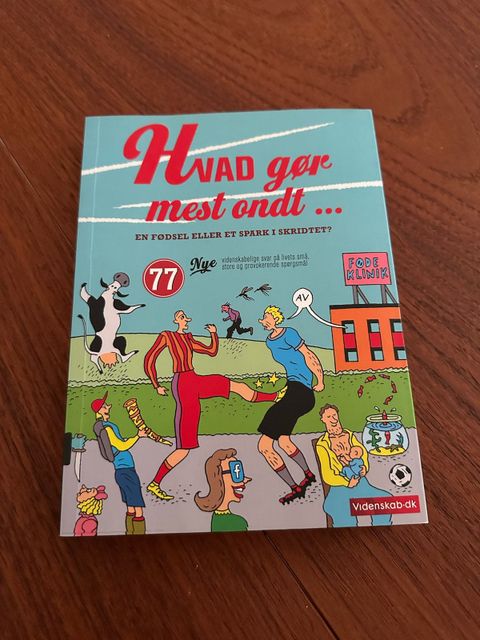 HVAD gør
mest ondt ...
EN FØDSEL ELLER ET SPARK I SKRIDTET?
77 Nye videnskabelige svar på livets små,
store og provokerende spørgsmål
FØDE
KLINIK
AV
f
Videnskab.dk